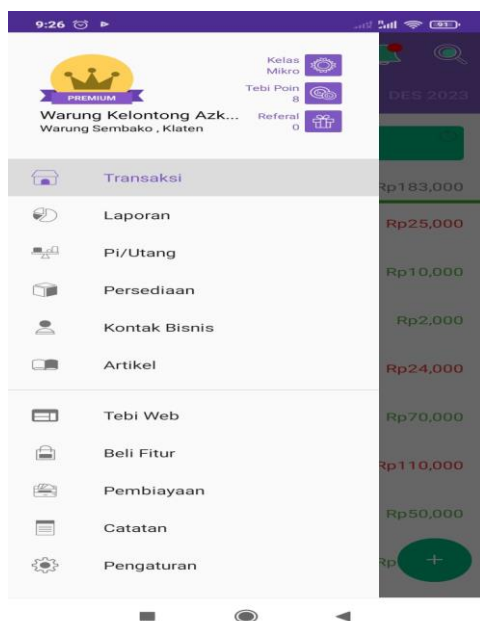 9:26
91
Kelas
Mikro
Tebi Poin
8
Referal
0
PREMIUM
Warung Kelontong Azk...
Warung Sembako , Klaten
DES 2023
Transaksi
Rp183,000
Laporan
Rp25,000
Pi/Utang
Rp10,000
Persediaan
Rp2,000
Kontak Bisnis
Artikel
Rp24,000
Tebi Web
Rp70,000
Beli Fitur
Rp110,000
Pembiayaan
Rp50,000
Catatan
Pengaturan
Rp
+